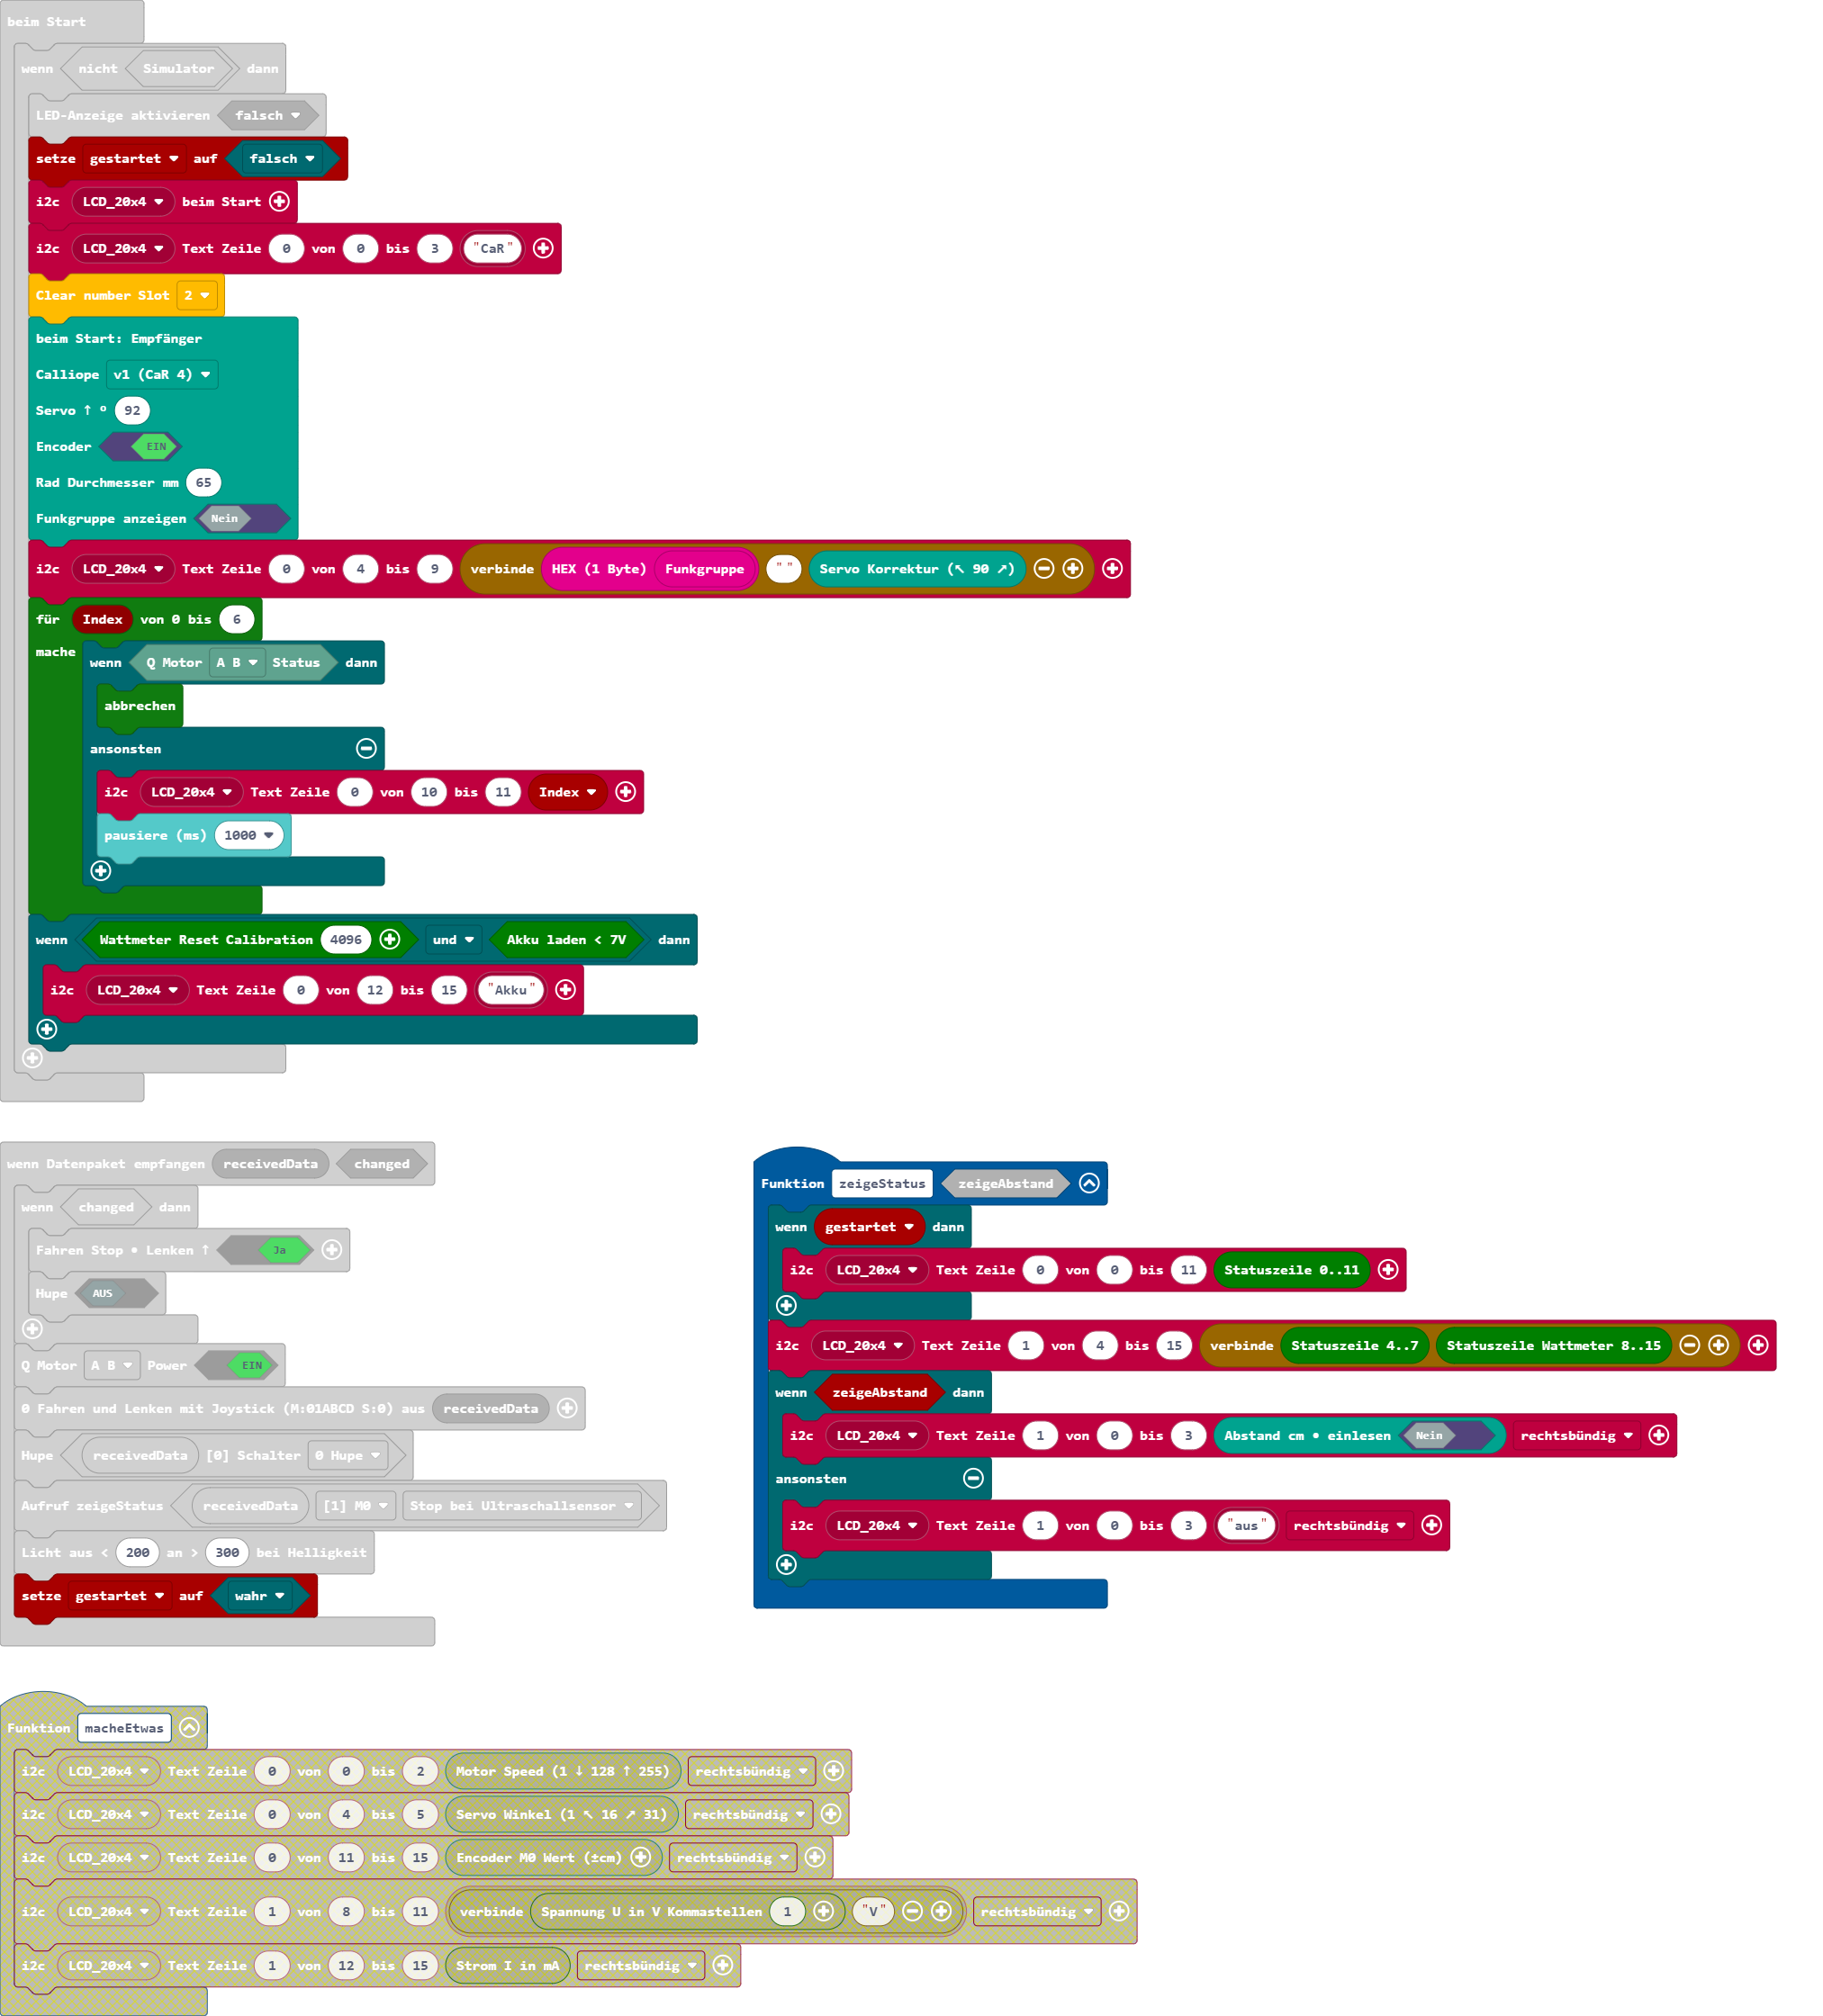 beim Start
wenn nicht Simulator dann
LED-Anzeige aktivieren falsch
setze gestartet auf falsch
i2c LCD_20x4 beim Start
i2c LCD_20x4 Text Zeile 0 von 0 bis 3 "CaR"
Clear number Slot 2
beim Start: Empfänger
Calliope v1 (CaR 4)
Servo ↑ º 92
Encoder EIN
Rad Durchmesser mm 65
Funkgruppe anzeigen Nein
i2c LCD_20x4 Text Zeile 0 von 4 bis 9 verbinde HEX (1 Byte) Funkgruppe " " Servo Korrektur (↖ 90 ↗)
für Index von 0 bis 6
mache
wenn Q Motor A B Status dann
abbrechen
ansonsten
i2c LCD_20x4 Text Zeile 0 von 10 bis 11 Index
pausiere (ms) 1000
wenn Wattmeter Reset Calibration 4096 und Akku laden < 7V dann
i2c LCD_20x4 Text Zeile 0 von 12 bis 15 "Akku"
wenn Datenpaket empfangen receivedData changed
wenn changed dann
Fahren Stop • Lenken ↑ Ja
Hupe AUS
Q Motor A B Power EIN
0 Fahren und Lenken mit Joystick (M:01ABCD S:0) aus receivedData
Hupe receivedData [0] Schalter 0 Hupe
Aufruf zeigeStatus receivedData [1] M0 Stop bei Ultraschallsensor
Licht aus < 200 an > 300 bei Helligkeit
setze gestartet auf wahr
Funktion zeigeStatus zeigeAbstand
wenn gestartet dann
i2c LCD_20x4 Text Zeile 0 von 0 bis 11 Statuszeile 0..11
i2c LCD_20x4 Text Zeile 1 von 4 bis 15 verbinde Statuszeile 4..7 Statuszeile Wattmeter 8..15
wenn zeigeAbstand dann
i2c LCD_20x4 Text Zeile 1 von 0 bis 3 Abstand cm • einlesen Nein rechtsbündig
ansonsten
i2c LCD_20x4 Text Zeile 1 von 0 bis 3 "aus" rechtsbündig
Funktion macheEtwas
i2c LCD_20x4 Text Zeile 0 von 0 bis 2 Motor Speed (1 ↓ 128 ↑ 255) rechtsbündig
i2c LCD_20x4 Text Zeile 0 von 4 bis 5 Servo Winkel (1 ↖ 16 ↗ 31) rechtsbündig
i2c LCD_20x4 Text Zeile 0 von 11 bis 15 Encoder M0 Wert (±cm) rechtsbündig
i2c LCD_20x4 Text Zeile 1 von 8 bis 11 verbinde Spannung U in V Kommastellen 1 "V" rechtsbündig
i2c LCD_20x4 Text Zeile 1 von 12 bis 15 Strom I in mA rechtsbündig